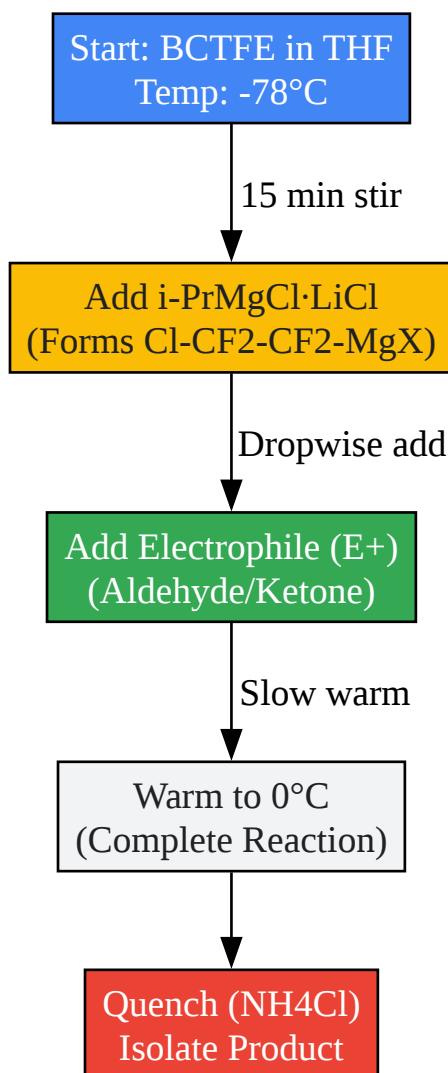 Start: BCTFE in THF
Temp: -78°C
15 min stir
Add i-PrMgCl·LiCl
(Forms Cl-CF2-CF2-MgX)
Dropwise add
Add Electrophile (E+)
(Aldehyde/Ketone)
Slow warm
Warm to 0°C
(Complete Reaction)
Quench (NH4Cl)
Isolate Product